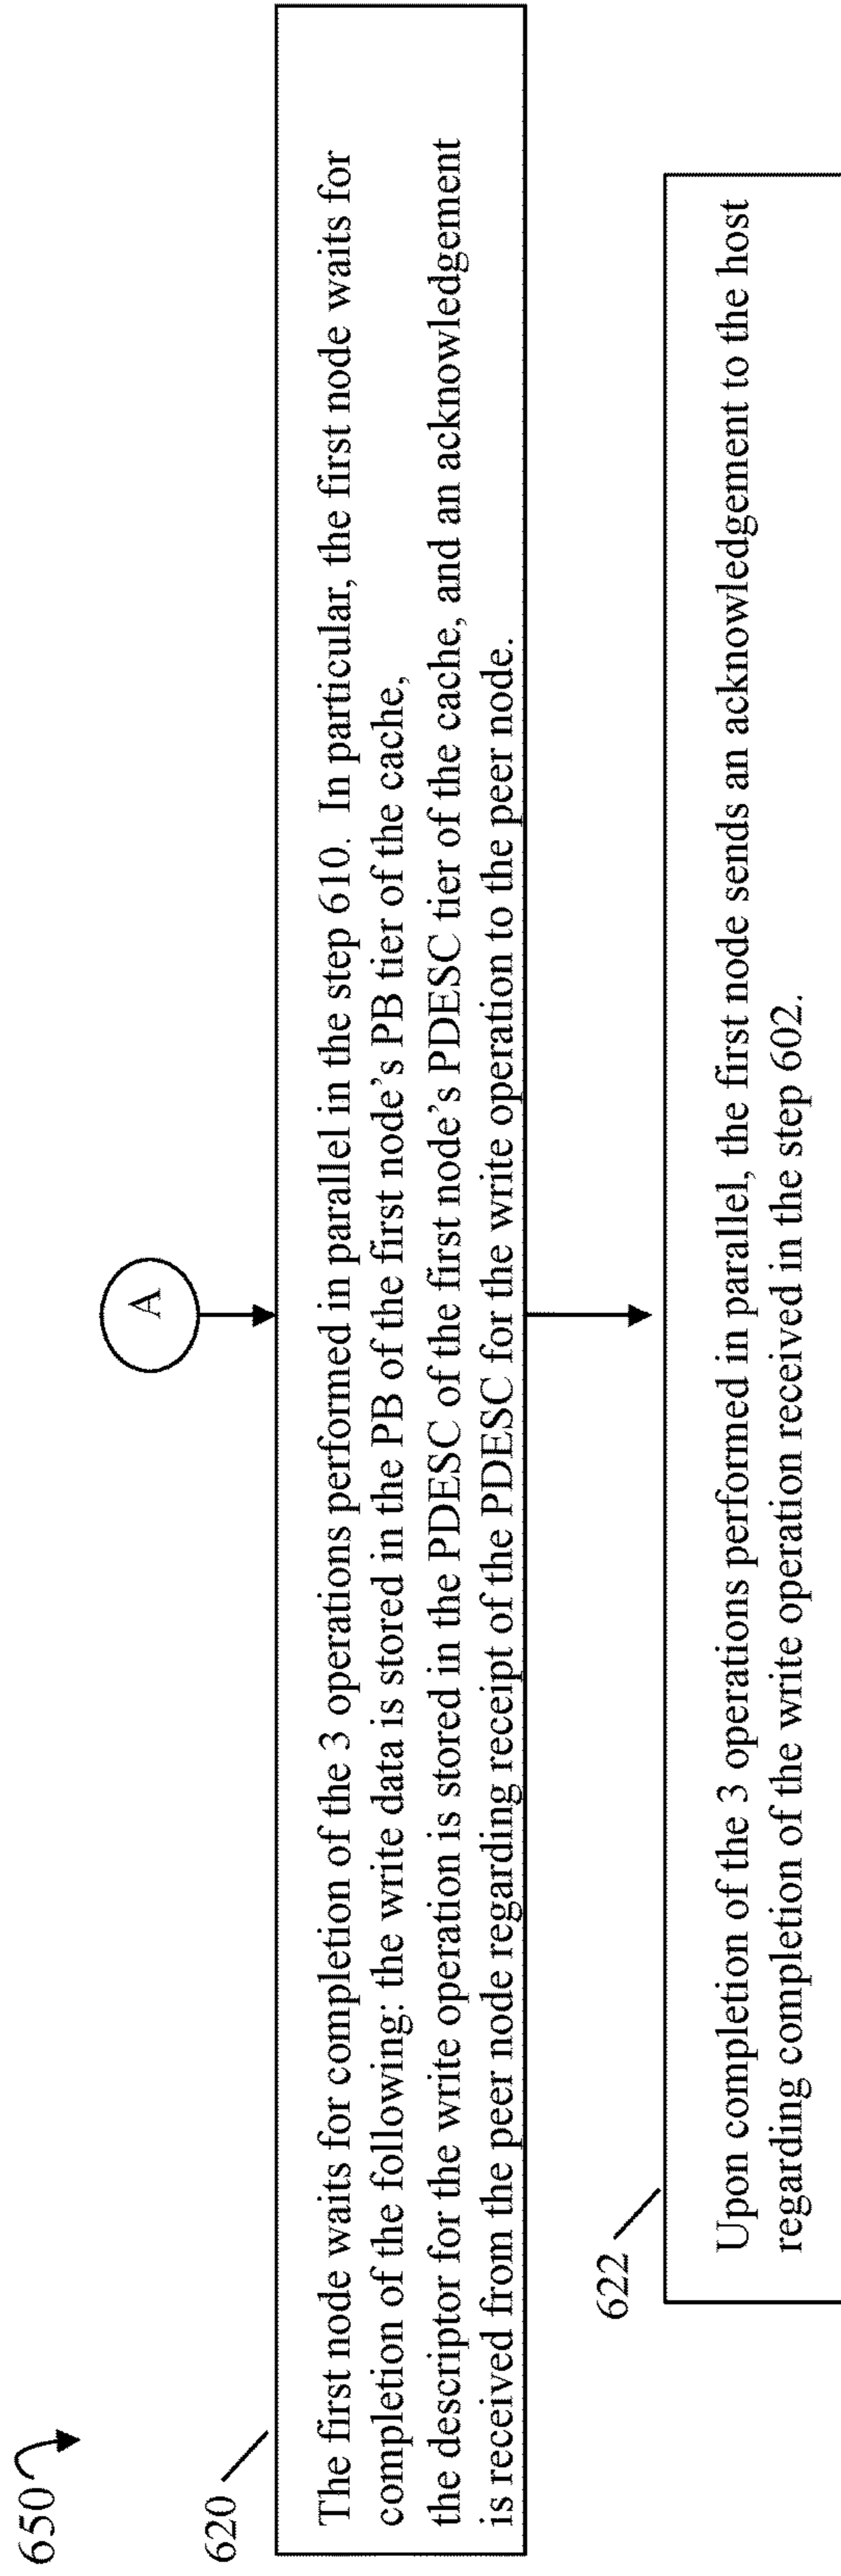 650
A
620
The first node waits for completion of the 3 operations performed in parallel in the step 610.  In particular, the first node waits for
completion of the following: the write data is stored in the PB of the first node's PB tier of the cache,
the descriptor for the write operation is stored in the PDESC of the first node's PDESC tier of the cache, and an acknowledgement
is received from the peer node regarding receipt of the PDESC for the write operation to the peer node.
622
Upon completion of the 3 operations performed in parallel, the first node sends an acknowledgement to the host
regarding completion of the write operation received in the step 602.